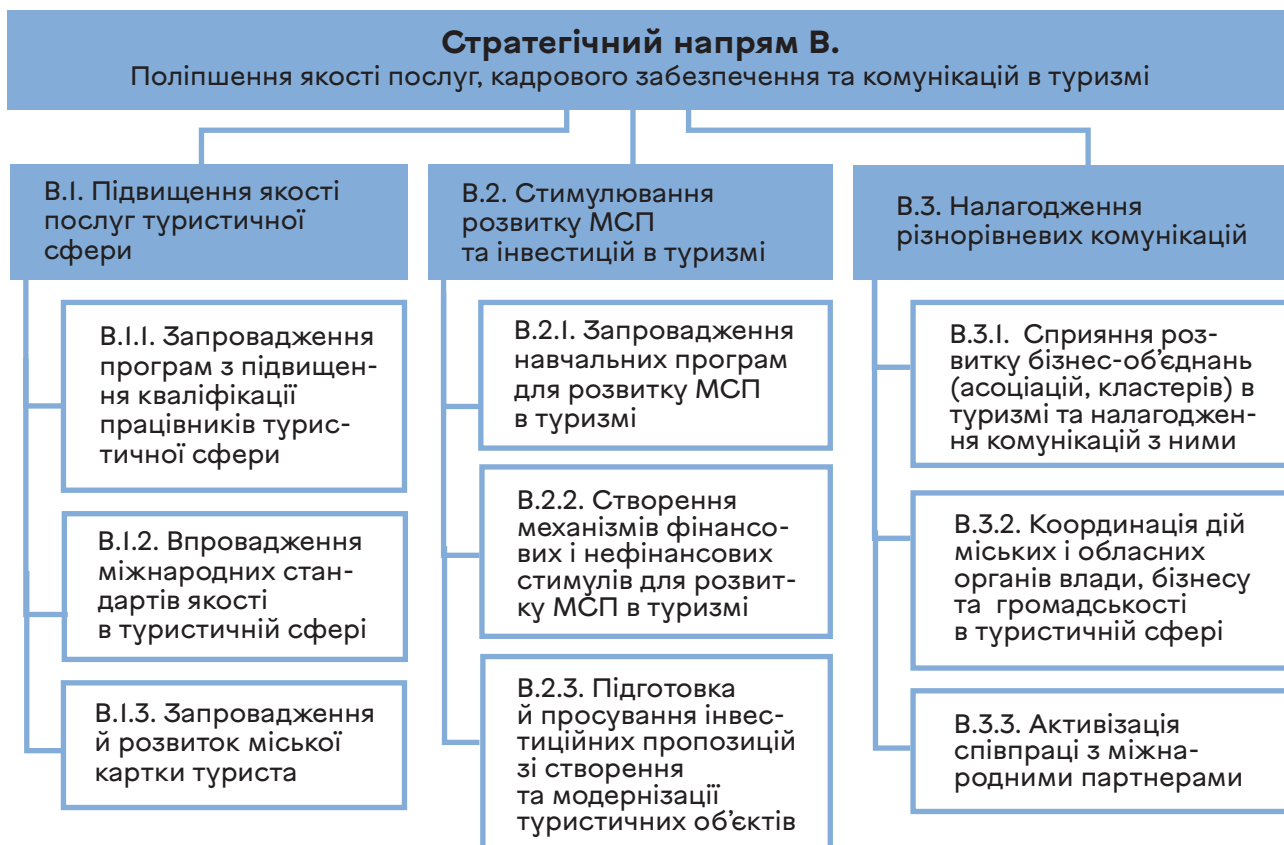 Стратегічний напрям В.
Поліпшення якості послуг, кадрового забезпечення та комунікацій в туризмі
В.1. Підвищення якості
послуг туристичної
сфери
В.1.1. Запровадження
програм з підвищен-
ня кваліфікації
працівників турис-
тичної сфери
В.1.2. Впровадження
міжнародних стан-
дартів якості
в туристичній сфері
В.1.3. Запровадження
й розвиток міської
картки туриста
В.2. Стимулювання
розвитку МСП
та інвестицій в туризмі
В.2.1. Запровадження
навчальних програм
для розвитку МСП
в туризмі
В.2.2. Створення
механізмів фінансо-
вих і нефінансових
стимулів для розвит-
ку МСП в туризмі
В.2.3. Підготовка
й просування інвес-
тиційних пропозицій
зі створення
та модернізації
туристичних об’єктів
В.3. Налагодження
різнорівневих комунікацій
В.3.1. Сприяння роз-
витку бізнес-об’єднань
(асоціацій, кластерів) в
туризмі та налагоджен-
ня комунікацій з ними
В.3.2. Координація дій
міських і обласних
органів влади, бізнесу
та громадськості
в туристичній сфері
В.3.3. Активізація
співпраці з міжна-
родними партнерами